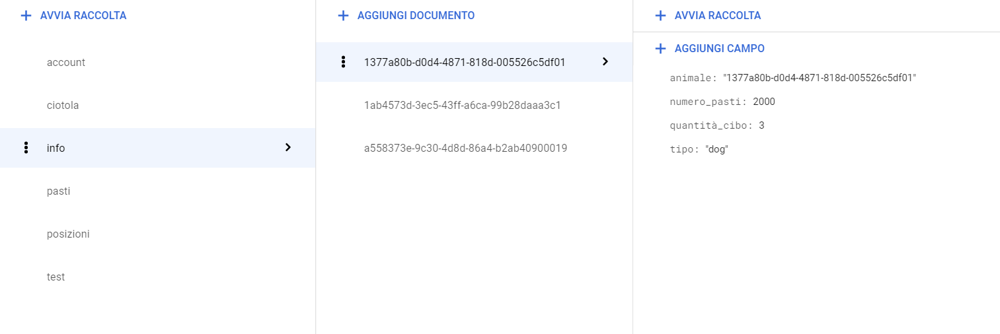 AVVIA RACCOLTA
account
ciotola
info
pasti
posizioni
test
AGGIUNGI DOCUMENTO
1377a80b-d0d4-4871-818d-005526c5df01
1ab4573d-3ec5-43ff-a6ca-99b28daaa3c1
a558373e-9c30-4d8d-86a4-b2ab40900019
AVVIA RACCOLTA
AGGIUNGI CAMPO
animale: "1377a80b-d0d4-4871-818d-005526c5df01"
numero_pasti: 2000
quantità_cibo: 3
tipo: "dog"